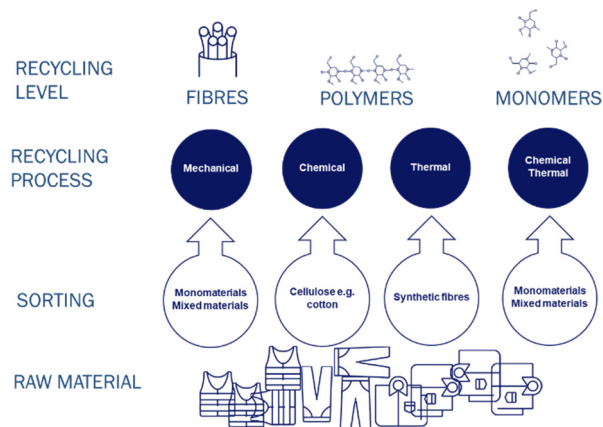 RECYCLING
LEVEL
FIBRES
POLYMERS
MONOMERS
RECYCLING
PROCESS
Mechanical
Chemical
Thermal
Chemical
Thermal
SORTING
Monomaterials
Mixed materials
Cellulose e.g.
cotton
Synthetic fibres
Monomaterials
Mixed materials
RAW MATERIAL